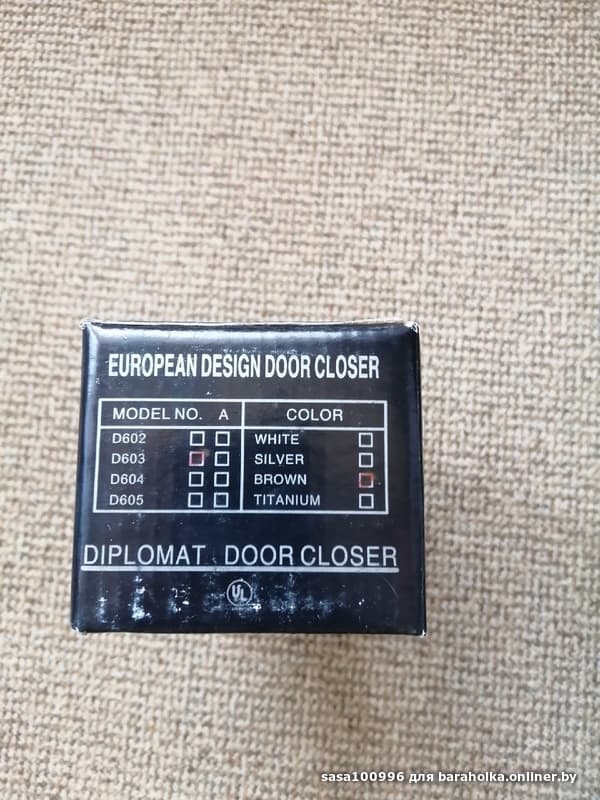 EUROPEAN DESIGN DOOR CLOSER
MODEL NO. A COLOR
D602 WHITE
D603 SILVER
D604 BROWN
D605 TITANIUM
DIPLOMAT DOOR CLOSER
UL
sasa100996 для baraholka.onliner.by